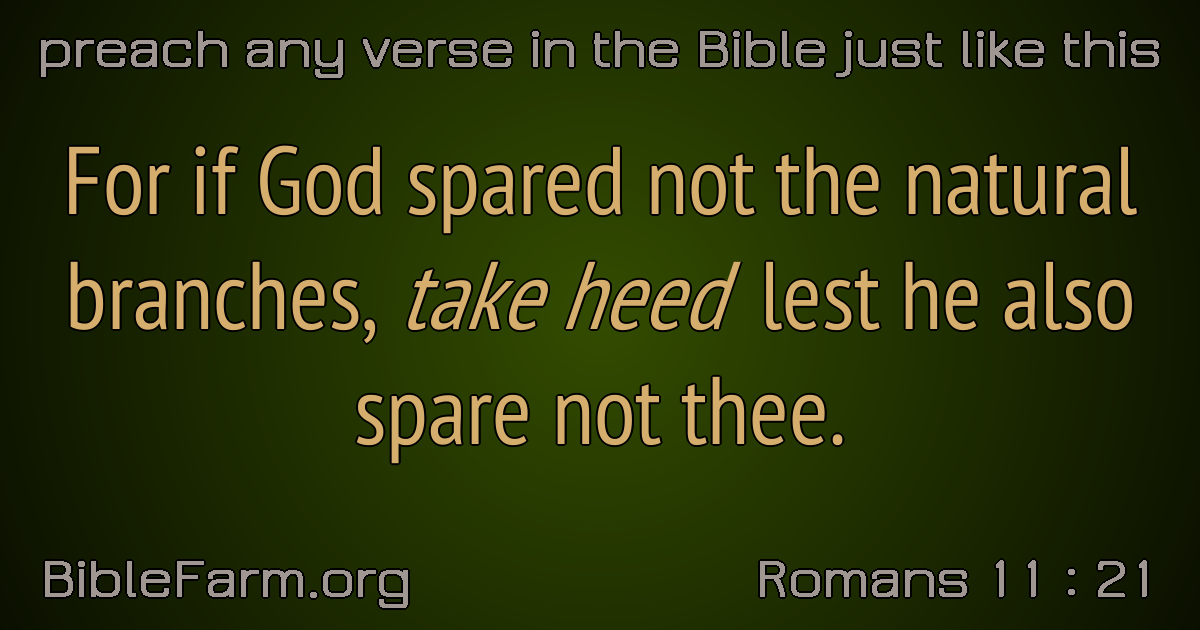 preach any verse in the Bible just like this
For if God spared not the natural
branches, take heed lest he also
spare not thee.
BibleFarm.org
Romans 11 : 21